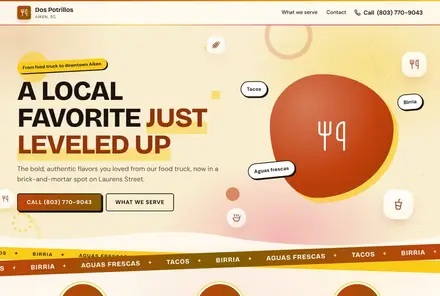 Dos Potrillos
AIKEN, SC
What we serve
Contact
Call (803) 770-9043
From food truck to downtown Aiken
A LOCAL
FAVORITE JUST
LEVELED UP
The bold, authentic flavors you loved from our food truck, now in a
brick-and-mortar spot on Laurens Street.
CALL (803) 770-9043
WHAT WE SERVE
Tacos
Birria
Aguas frescas
BIRRIA
AGUAS FRESCAS
S + BIRRIA + AGUAS FRESCAS + TACOS + BIRRIA + AGUAS FRESCAS